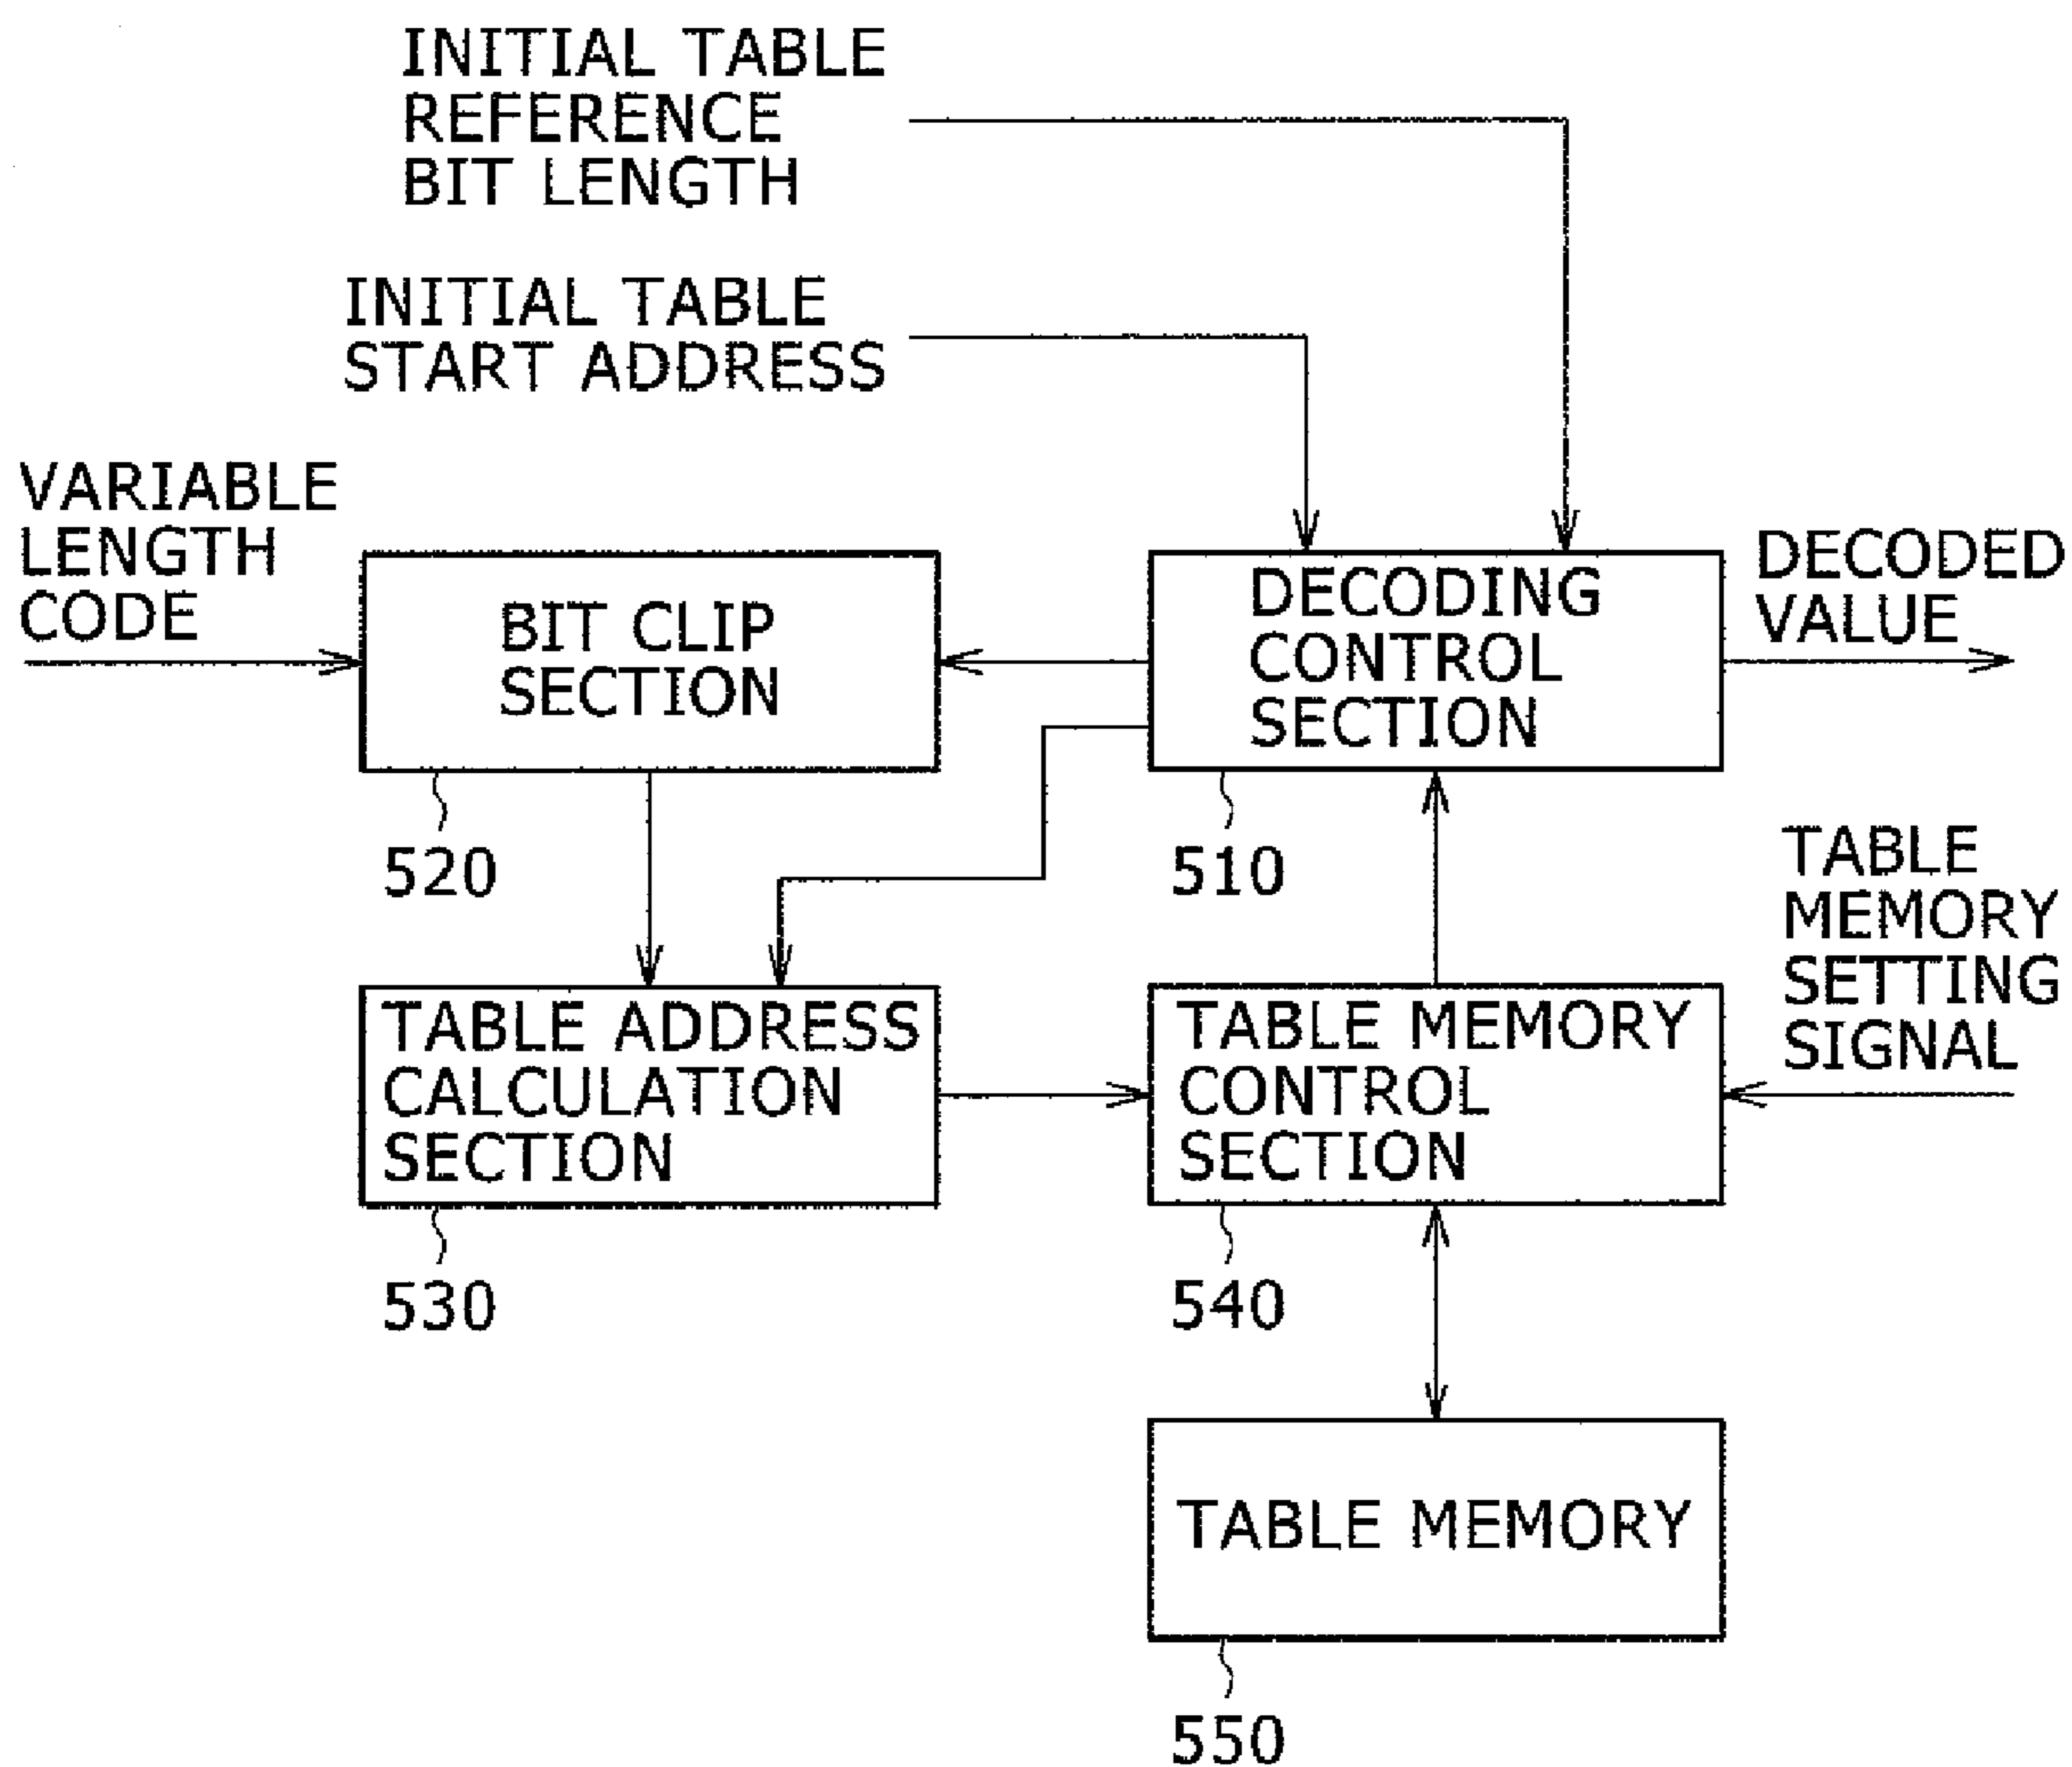 INITIAL TABLE
REFERENCE
BIT LENGTH
INITIAL TABLE
START ADDRESS
VARIABLE
LENGTH
CODE
BIT CLIP
SECTION
520
DECODING
CONTROL
SECTION
510
DECODED
VALUE
TABLE ADDRESS
CALCULATION
SECTION
530
TABLE MEMORY
CONTROL
SECTION
540
TABLE
MEMORY
SETTING
SIGNAL
TABLE MEMORY
550